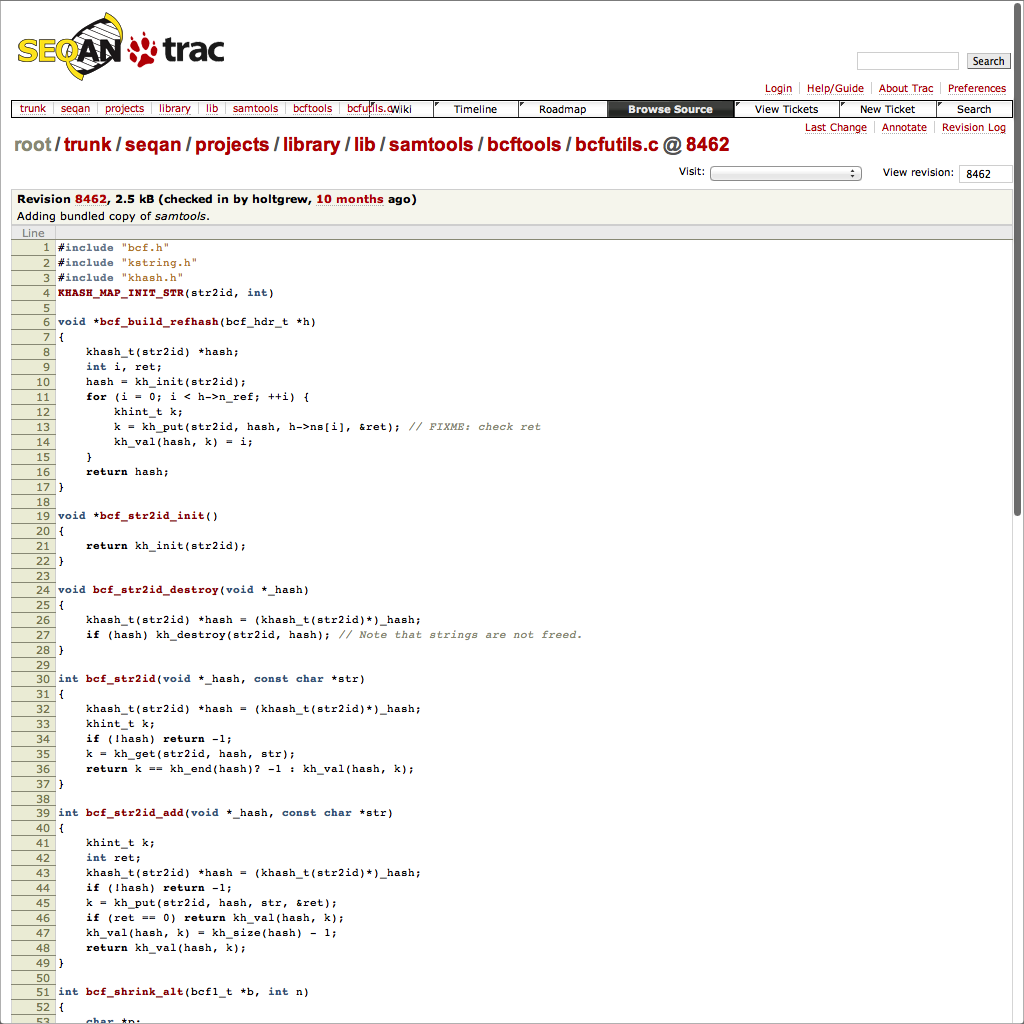 SEQAN trac
Search
Login Help/Guide About Trac Preferences
trunk seqan projects library lib samtools bcftools bcfutils.c Wiki Timeline Roadmap Browse Source View Tickets New Ticket Search
Last Change Annotate Revision Log
root / trunk / seqan / projects / library / lib / samtools / bcftools / bcfutils.c @ 8462
Visit: View revision: 8462
Revision 8462, 2.5 kB (checked in by holtgrew, 10 months ago)
Adding bundled copy of samtools.
Line
1 #include "bcf.h"
2 #include "kstring.h"
3 #include "khash.h"
4 KHASH_MAP_INIT_STR(str2id, int)
5
6 void *bcf_build_refhash(bcf_hdr_t *h)
7 {
8 khash_t(str2id) *hash;
9 int i, ret;
10 hash = kh_init(str2id);
11 for (i = 0; i < h->n_ref; ++i) {
12 khint_t k;
13 k = kh_put(str2id, hash, h->ns[i], &ret); // FIXME: check ret
14 kh_val(hash, k) = i;
15 }
16 return hash;
17 }
18
19 void *bcf_str2id_init()
20 {
21 return kh_init(str2id);
22 }
23
24 void bcf_str2id_destroy(void *_hash)
25 {
26 khash_t(str2id) *hash = (khash_t(str2id)*)_hash;
27 if (hash) kh_destroy(str2id, hash); // Note that strings are not freed.
28 }
29
30 int bcf_str2id(void *_hash, const char *str)
31 {
32 khash_t(str2id) *hash = (khash_t(str2id)*)_hash;
33 khint_t k;
34 if (!hash) return -1;
35 k = kh_get(str2id, hash, str);
36 return k == kh_end(hash)? -1 : kh_val(hash, k);
37 }
38
39 int bcf_str2id_add(void *_hash, const char *str)
40 {
41 khint_t k;
42 int ret;
43 khash_t(str2id) *hash = (khash_t(str2id)*)_hash;
44 if (!hash) return -1;
45 k = kh_put(str2id, hash, str, &ret);
46 if (ret == 0) return kh_val(hash, k);
47 kh_val(hash, k) = kh_size(hash) - 1;
48 return kh_val(hash, k);
49 }
50
51 int bcf_shrink_alt(bcf1_t *b, int n)
52 {
53 char *p;